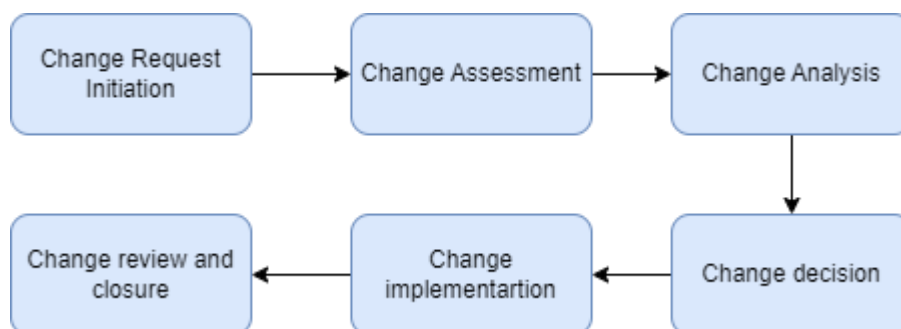 Change Request
Initiation
Change Assessment
Change Analysis
Change decision
Change
implementartion
Change review and
closure